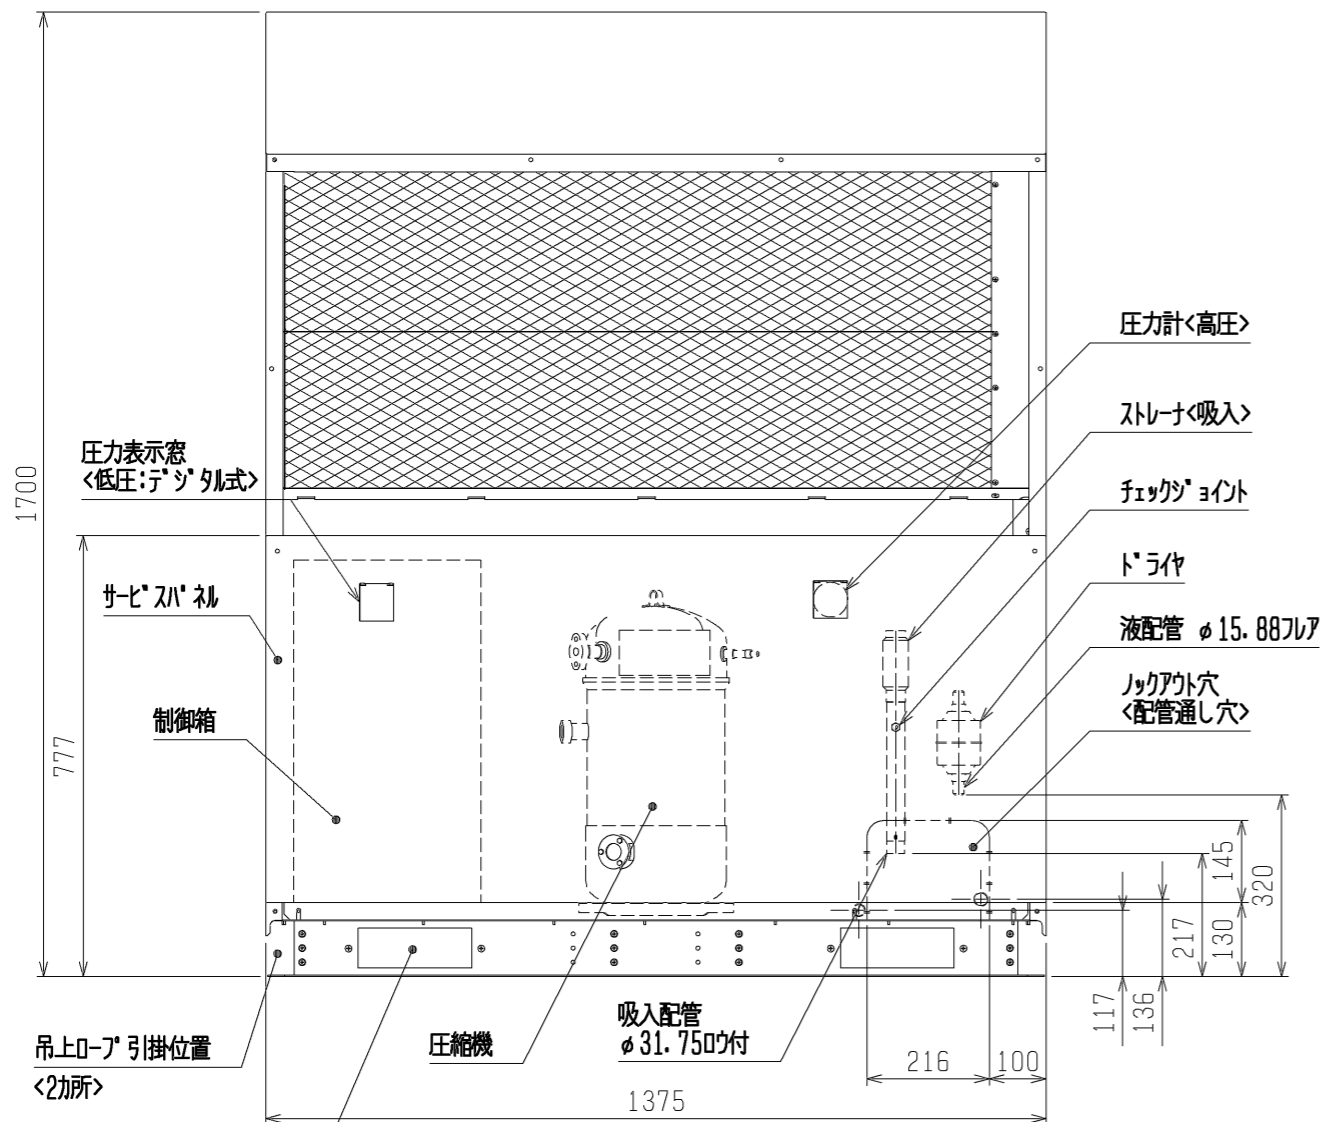 圧力計<高圧>
ストレーナ<吸入>
圧力表示窓
<低圧:デジタル式>
チェックジョイント
ドライヤ
サービスパネル
液配管 φ15.88フレア
ノックアウト穴
<配管通し穴>
制御箱
1700
777
145
320
217
130
117
136
吸入配管
φ31.75ロウ付
圧縮機
吊上ロープ引掛位置
<2カ所>
216
100
1375